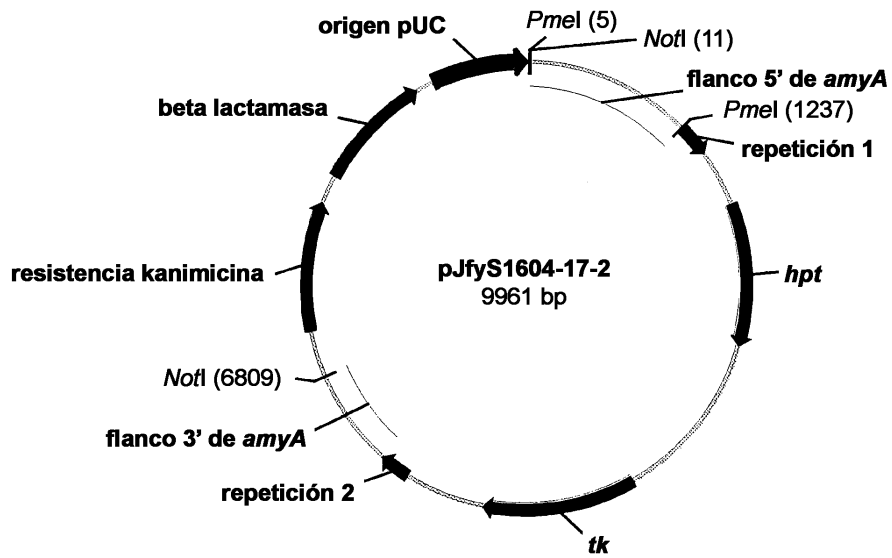 origen pUC
PmeI (5)
NotI (11)
flanco 5’ de amyA
PmeI (1237)
repetición 1
beta lactamasa
resistencia kanimicina
pJfyS1604-17-2
9961 bp
hpt
NotI (6809)
flanco 3’ de amyA
repetición 2
tk